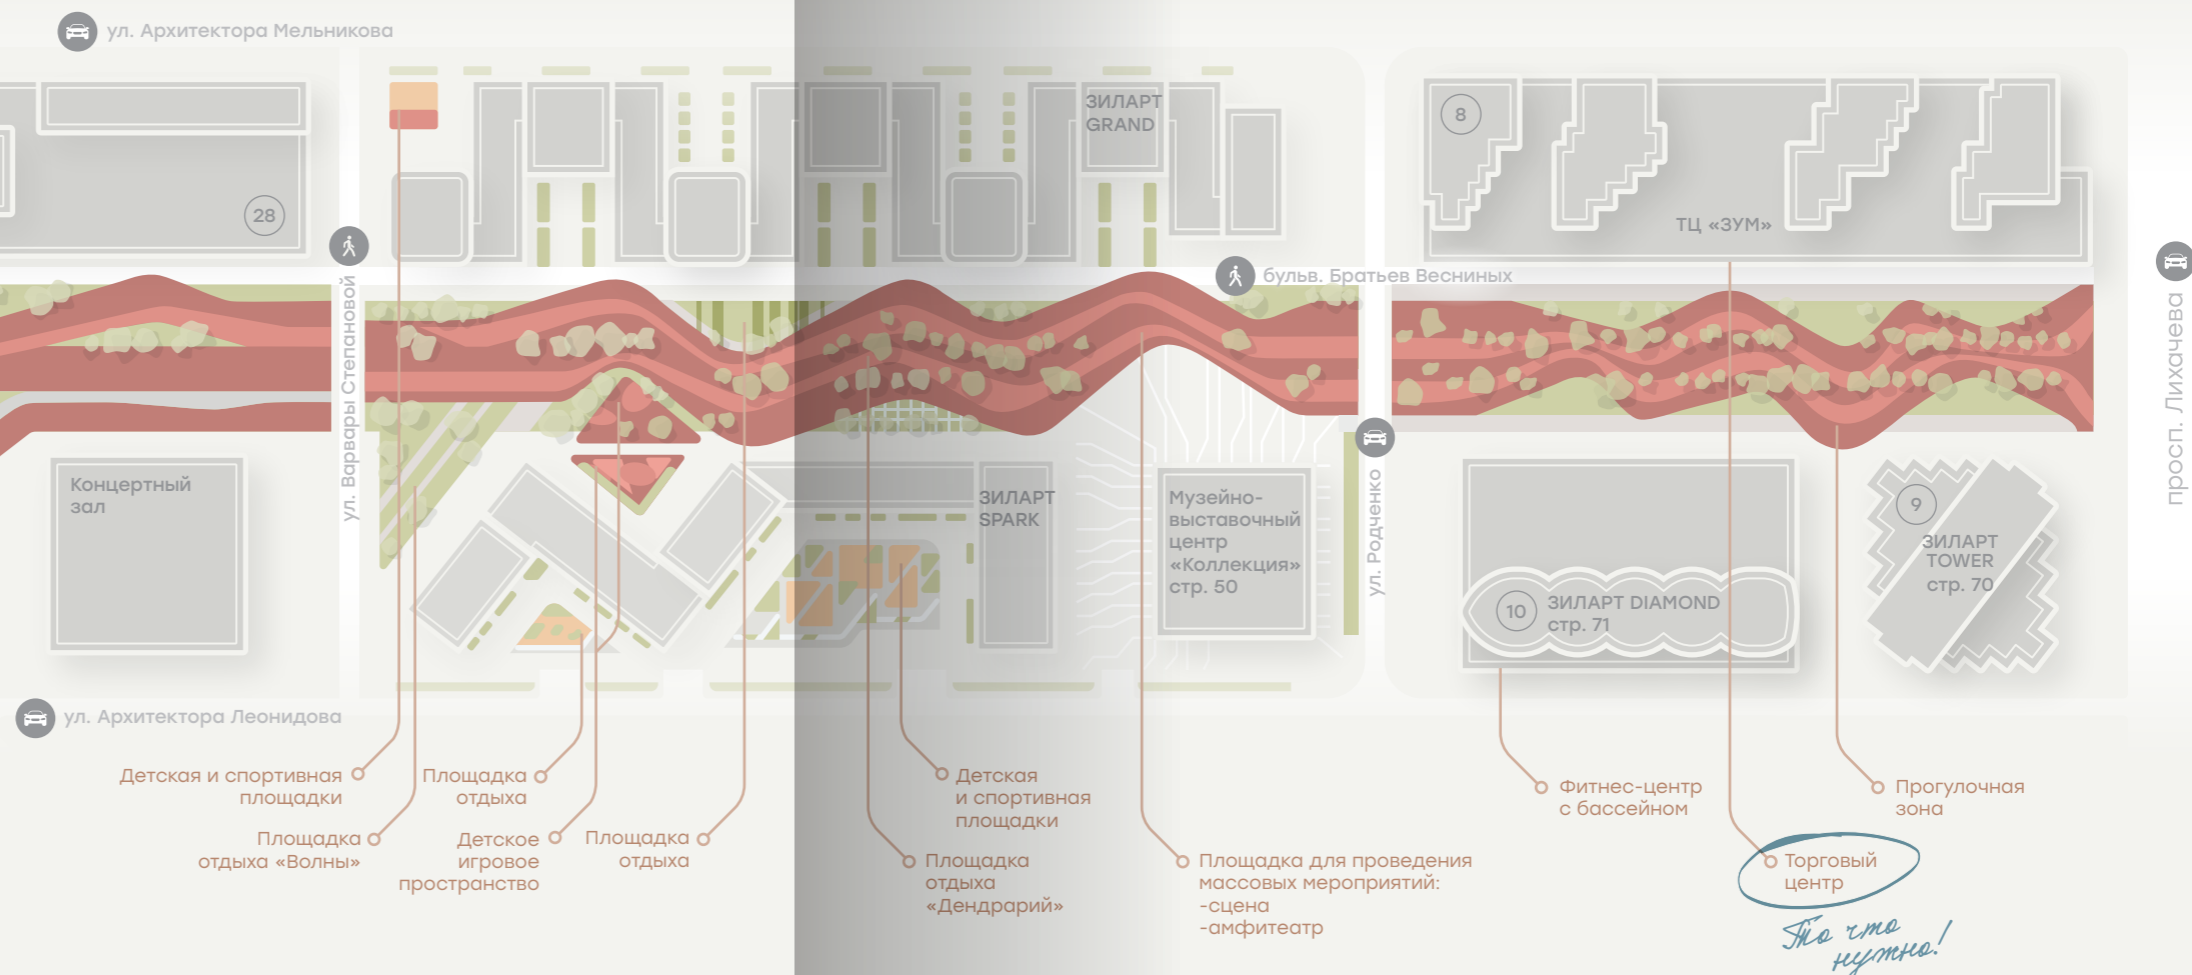 ул. Архитектора Мельникова
28
ул. Варвары Степановой
ЗИЛАРТ
GRAND
8
ТЦ «ЗУМ»
бульв. Братьев Весниных
просп. Лихачева
Концертный
зал
ЗИЛАРТ
SPARK
Музейно-
выставочный
центр
«Коллекция»
стр. 50
ул. Родченко
10
ЗИЛАРТ DIAMOND
стр. 71
9
ЗИЛАРТ
TOWER
стр. 70
ул. Архитектора Леонидова
Детская и спортивная
площадки
Площадка
отдыха
Площадка
отдыха «Волны»
Детское
игровое
пространство
Площадка
отдыха
Детская
и спортивная
площадки
Площадка
отдыха
«Дендрарий»
Площадка для проведения
массовых мероприятий:
-сцена
-амфитеатр
Фитнес-центр
с бассейном
Прогулочная
зона
Торговый
центр
То что
нужно!